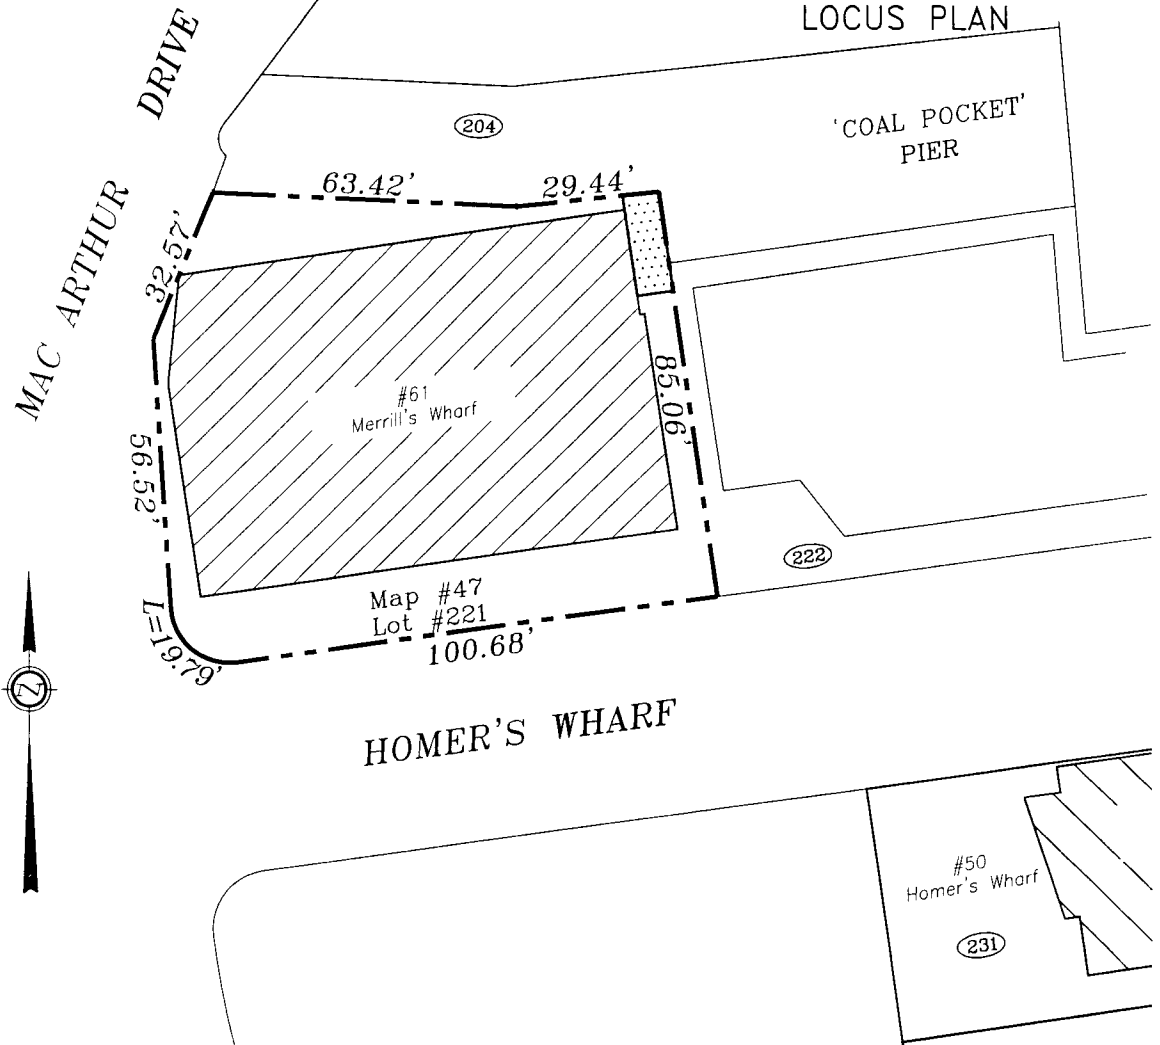 LOCUS PLAN
MAC ARTHUR DRIVE
204
'COAL POCKET'
PIER
63.42'
29.44'
32.57'
#61
Merrill's Wharf
85.06'
56.52'
222
Map #47
Lot #221
L=19.79'
100.68'
N
HOMER'S WHARF
#50
Homer's Wharf
231